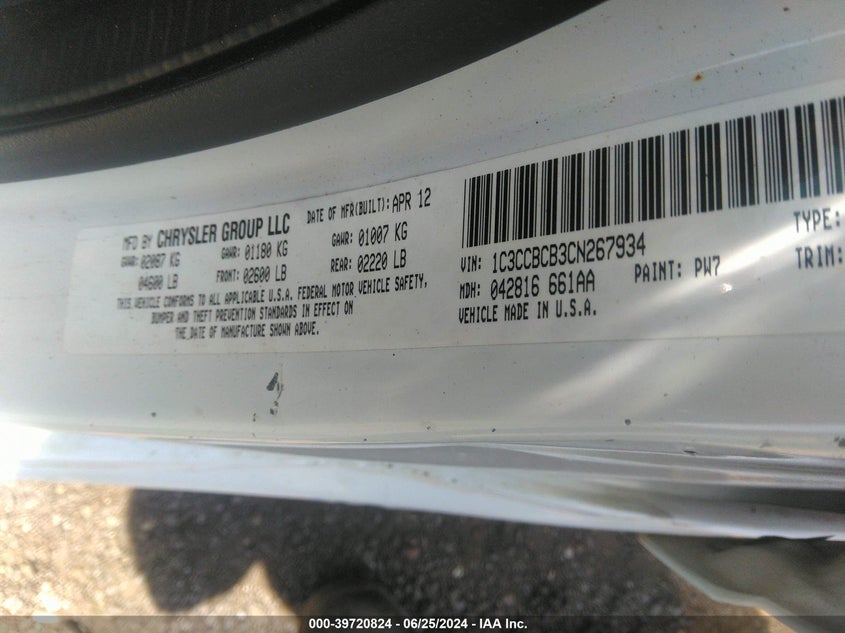 MFD BY CHRYSLER GROUP LLC DATE OF MFR(BUILT): APR 12
GAWR: 02087 KG GAWR: 01180 KG GAWR: 01007 KG
04600 LB FRONT: 02600 LB REAR: 02220 LB
THIS VEHICLE CONFORMS TO ALL APPLICABLE U.S.A. FEDERAL MOTOR VEHICLE SAFETY,
BUMPER AND THEFT PREVENTION STANDARDS IN EFFECT ON
THE DATE OF MANUFACTURE SHOWN ABOVE.
VIN: 1C3CCBCB3CN267934 TYPE:
MDH: 042816 661AA PAINT: PW7 TRIM:
VEHICLE MADE IN U.S.A.
000-39720824 - 06/25/2024 - IAA Inc.